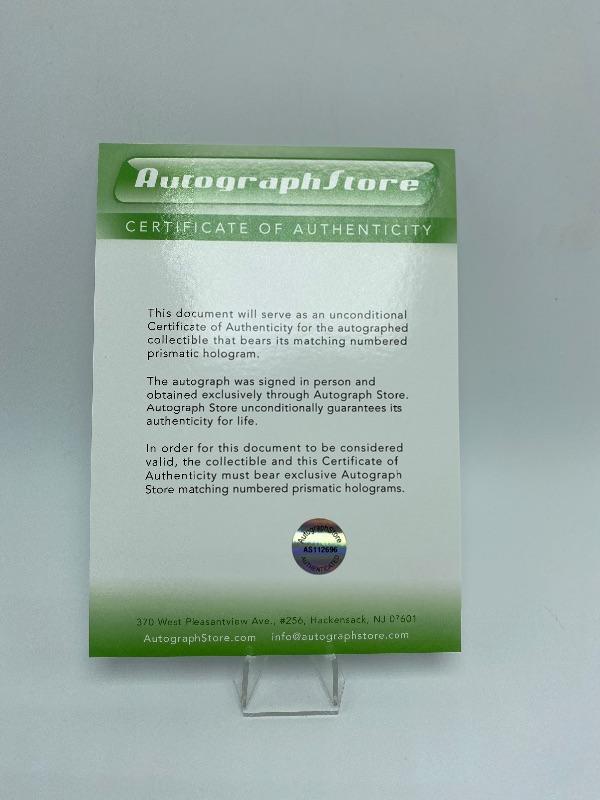 AutographStore
CERTIFICATE OF AUTHENTICITY
This document will serve as an unconditional
Certificate of Authenticity for the autographed
collectible that bears its matching numbered
prismatic hologram.
The autograph was signed in person and
obtained exclusively through Autograph Store.
Autograph Store unconditionally guarantees its
authenticity for life.
In order for this document to be considered
valid, the collectible and this Certificate of
Authenticity must bear exclusive Autograph
Store matching numbered prismatic holograms.
AutographStore
AS112696
AUTHENTICATED
370 West Pleasantview Ave., #256, Hackensack, NJ 07601
AutographStore.com info@autographstore.com